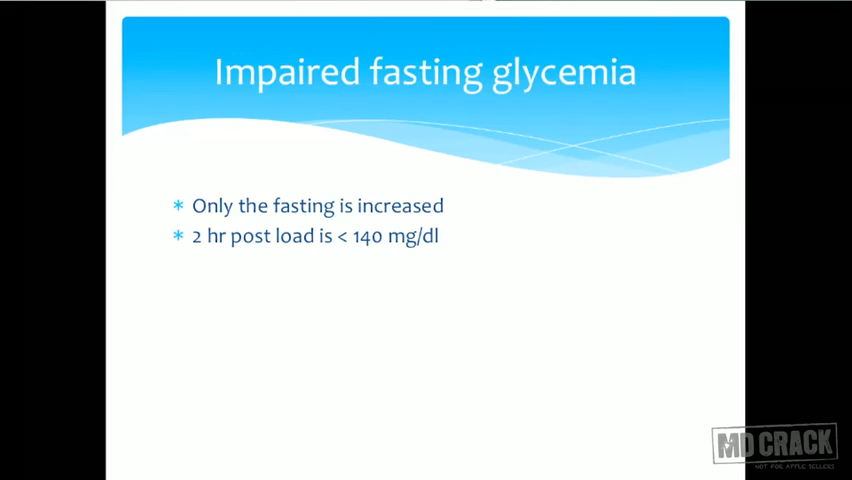 Impaired fasting glycemia
* Only the fasting is increased
* 2 hr post load is < 140 mg/dl
MD CRACK
NOT FOR APPLE SELLERS